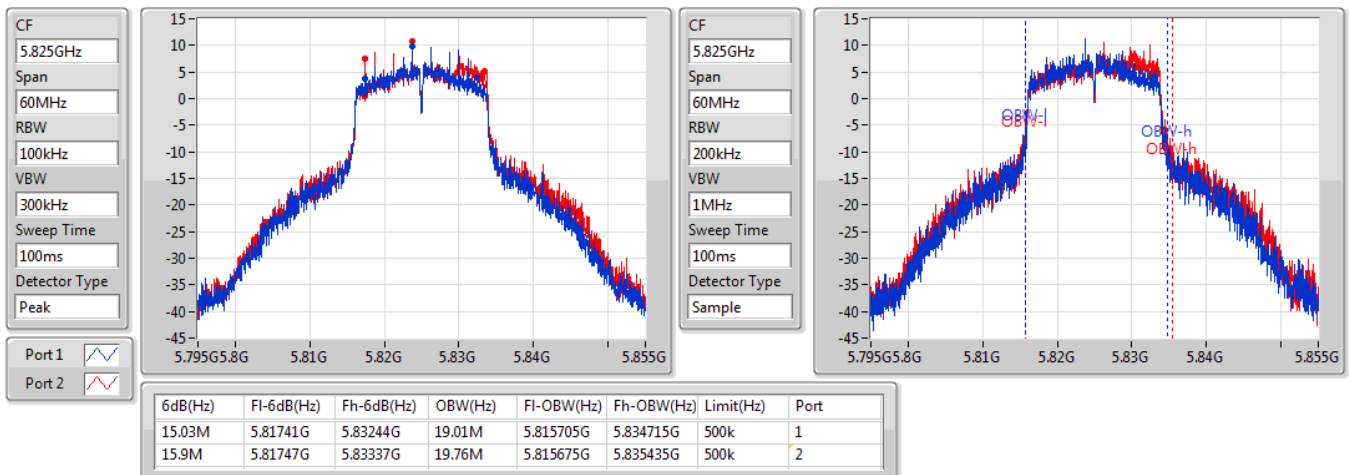 CF
5.825GHz
Span
60MHz
RBW
100kHz
VBW
300kHz
Sweep Time
100ms
Detector Type
Peak
Port 1
Port 2
15
10
5
0
-5
-10
-15
-20
-25
-30
-35
-40
-45
5.795G 5.8G 5.81G 5.82G 5.83G 5.84G 5.855G
CF
5.825GHz
Span
60MHz
RBW
200kHz
VBW
1MHz
Sweep Time
100ms
Detector Type
Sample
15
10
5
0
-5
-10
-15
-20
-25
-30
-35
-40
-45
OBW-l
OBW-l
OBW-h
OBW-h
5.795G 5.8G 5.81G 5.82G 5.83G 5.84G 5.855G
6dB(Hz) Fl-6dB(Hz) Fh-6dB(Hz) OBW(Hz) Fl-OBW(Hz) Fh-OBW(Hz) Limit(Hz) Port
15.03M 5.81741G 5.83244G 19.01M 5.815705G 5.834715G 500k 1
15.9M 5.81747G 5.83337G 19.76M 5.815675G 5.835435G 500k 2